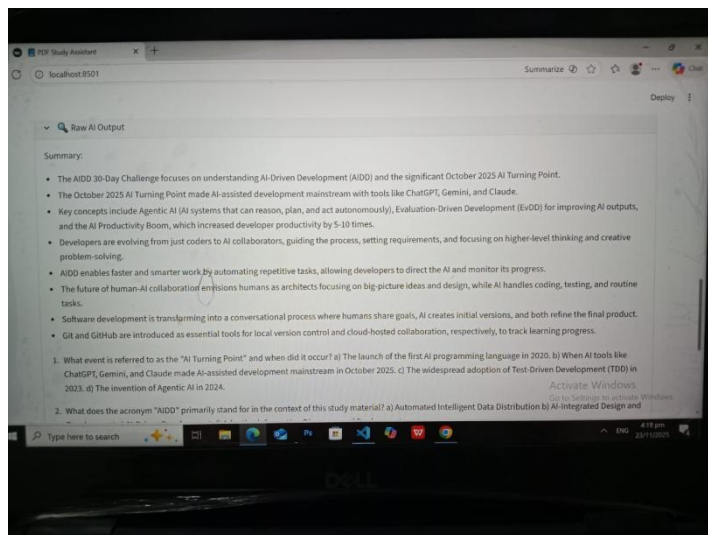 PDF Study Assistant
localhost:8501
Summarize
Chat
Deploy
Raw AI Output
Summary:
• The AIDD 30-Day Challenge focuses on understanding AI-Driven Development (AIDD) and the significant October 2025 AI Turning Point.
• The October 2025 AI Turning Point made AI-assisted development mainstream with tools like ChatGPT, Gemini, and Claude.
• Key concepts include Agentic AI (AI systems that can reason, plan, and act autonomously), Evaluation-Driven Development (EvDD) for improving AI outputs,
and the AI Productivity Boom, which increased developer productivity by 5-10 times.
• Developers are evolving from just coders to AI collaborators, guiding the process, setting requirements, and focusing on higher-level thinking and creative
problem-solving.
• AIDD enables faster and smarter work by automating repetitive tasks, allowing developers to direct the AI and monitor its progress.
• The future of human-AI collaboration envisions humans as architects focusing on big-picture ideas and design, while AI handles coding, testing, and routine
tasks.
• Software development is transforming into a conversational process where humans share goals, AI creates initial versions, and both refine the final product.
• Git and GitHub are introduced as essential tools for local version control and cloud-hosted collaboration, respectively, to track learning progress.
1. What event is referred to as the "AI Turning Point" and when did it occur? a) The launch of the first AI programming language in 2020. b) When AI tools like
ChatGPT, Gemini, and Claude made AI-assisted development mainstream in October 2025. c) The widespread adoption of Test-Driven Development (TDD) in
2023. d) The invention of Agentic AI in 2024.
Activate Windows
Go to Settings to activate Windows.
2. What does the acronym "AIDD" primarily stand for in the context of this study material? a) Automated Intelligent Data Distribution b) AI-Integrated Design and
Type here to search
Ps
W
ENG
4:18 pm
23/11/2025
DELL